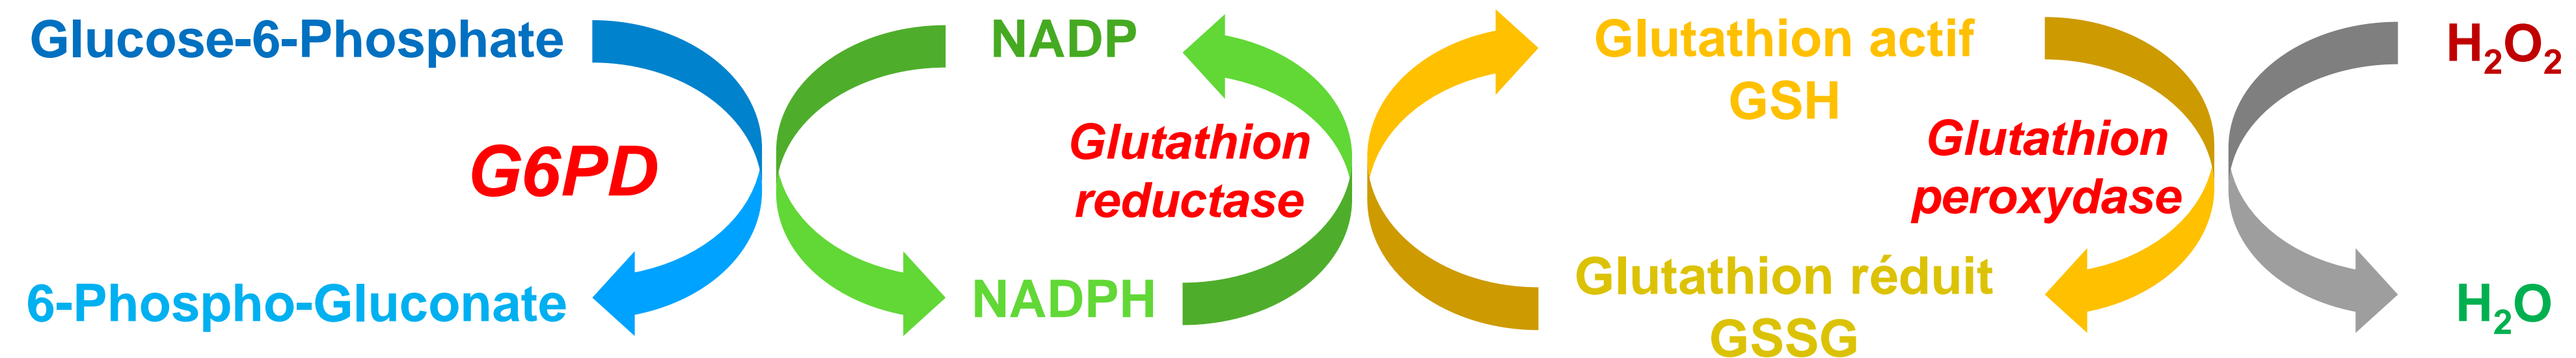 Glucose-6-Phosphate
G6PD
6-Phospho-Gluconate
NADP
NADPH
Glutathion
reductase
Glutathion actif
GSH
Glutathion réduit
GSSG
Glutathion
peroxydase
H₂O₂
H₂O